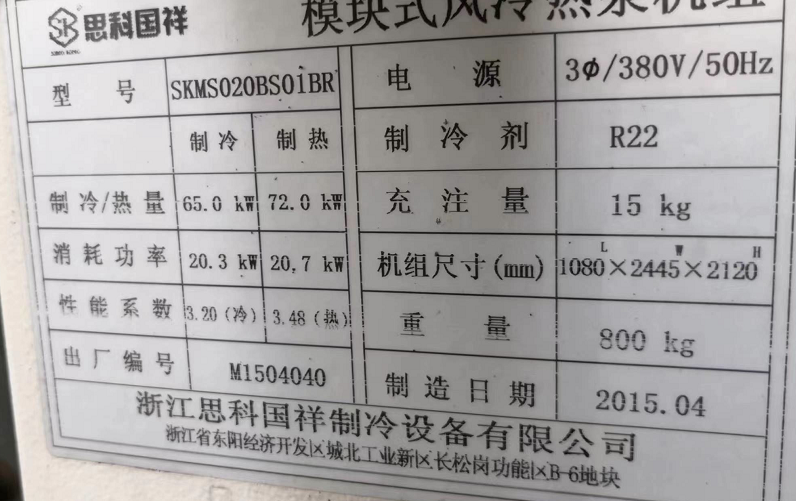 思科国祥 模块式风冷热泵机组
型号 SKMS020BS01BR 电源 3Φ/380V/50Hz
制冷 制热 制冷剂 R22
制冷/热量 65.0 kW 72.0 kW 充注量 15 kg
消耗功率 20.3 kW 20.7 kW 机组尺寸(mm) 1080L×2445W×2120H
性能系数 3.20(冷) 3.48(热) 重量 800 kg
出厂编号 M1504040 制造日期 2015.04
浙江思科国祥制冷设备有限公司
浙江省东阳经济开发区城北工业新区长松岗功能区B-6地块